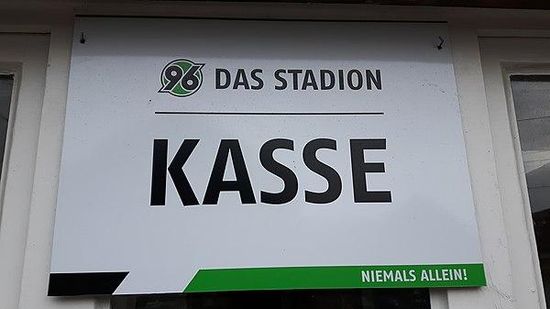 96 DAS STADION
KASSE
NIEMALS ALLEIN!